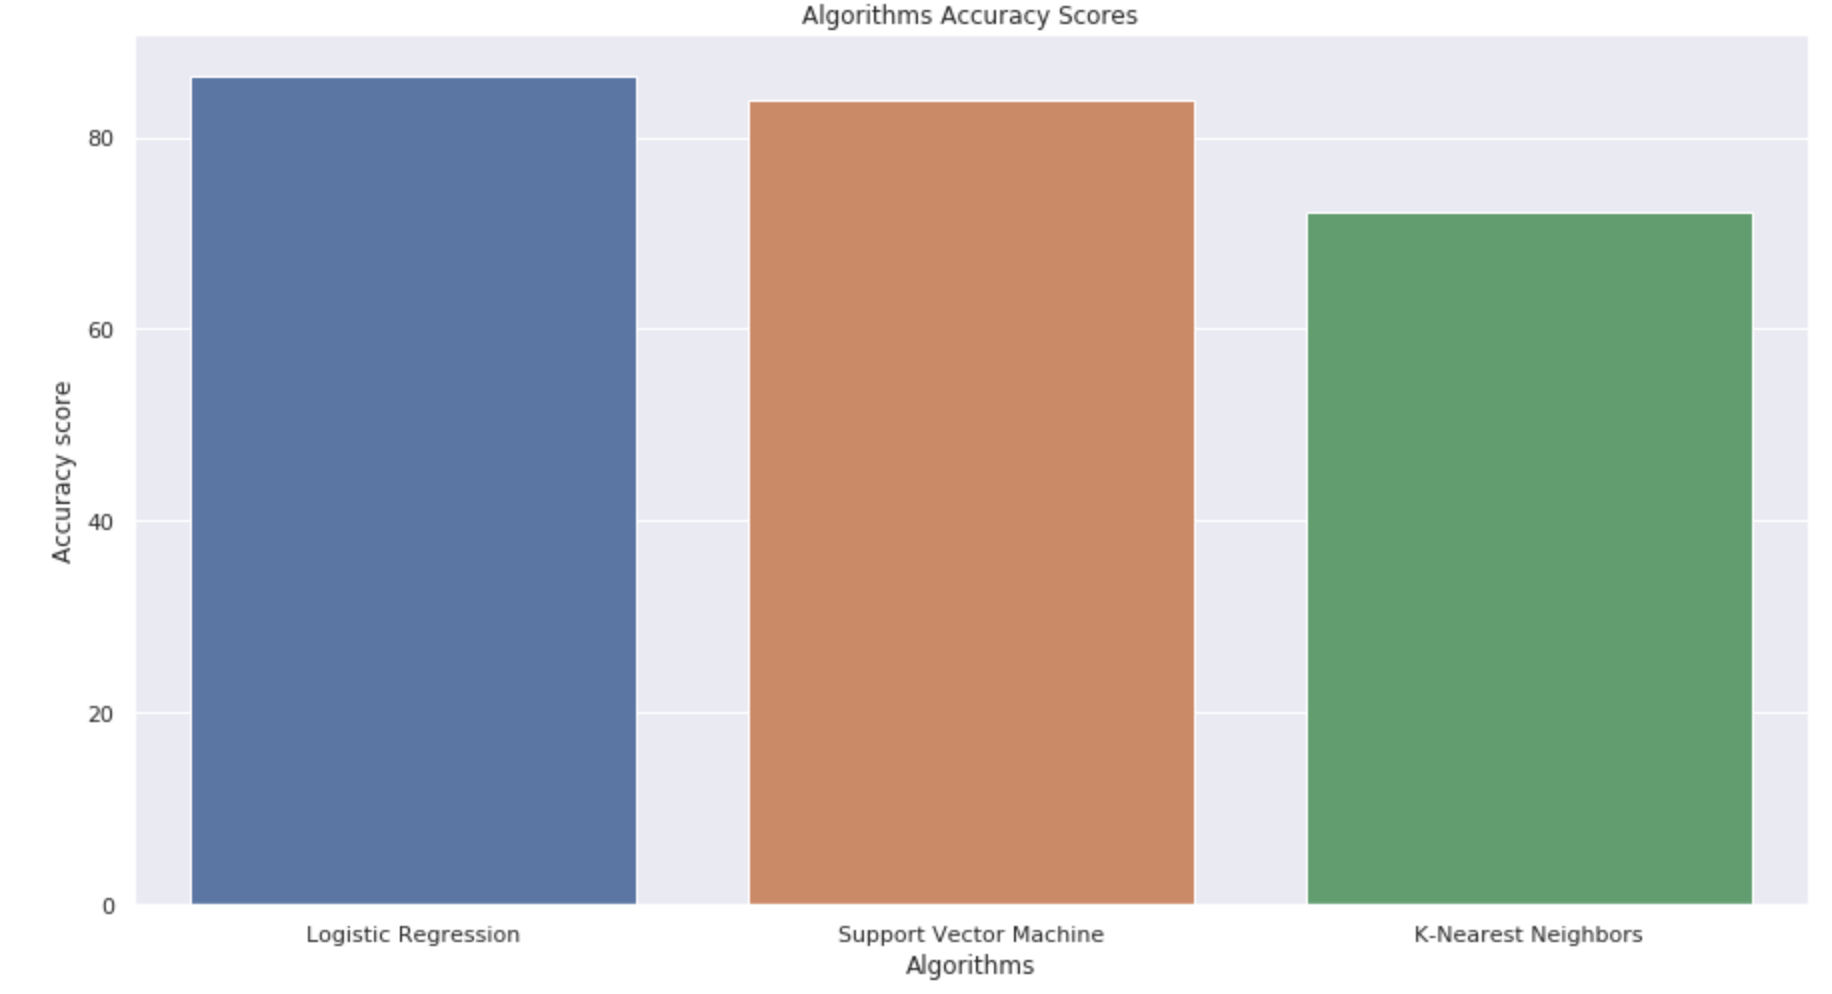 Algorithms Accuracy Scores
80
60
40
20
0
Accuracy score
Logistic Regression
Support Vector Machine
K-Nearest Neighbors
Algorithms